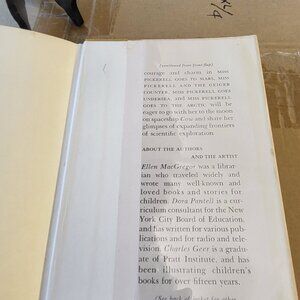 (continued from front flap)
courage and charm in MISS
PICKERELL GOES TO MARS, MISS
PICKERELL AND THE GEIGER
COUNTER, MISS PICKERELL GOES
UNDERSEA, and MISS PICKERELL
GOES TO THE ARCTIC will be
eager to go with her to the moon
on spaceship Cow and share her
glimpses of expanding frontiers
of scientific exploration.
ABOUT THE AUTHORS
AND THE ARTIST
Ellen MacGregor was a librar-
ian who traveled widely and
wrote many well-known and
loved books and stories for
children. Dora Pantell is a cur-
riculum consultant for the New
York City Board of Education,
and has written for various pub-
lications and for radio and tele-
vision. Charles Geer is a gradu-
ate of Pratt Institute, and has
been illustrating children's
books for over fifteen years.
(See back of jacket for other